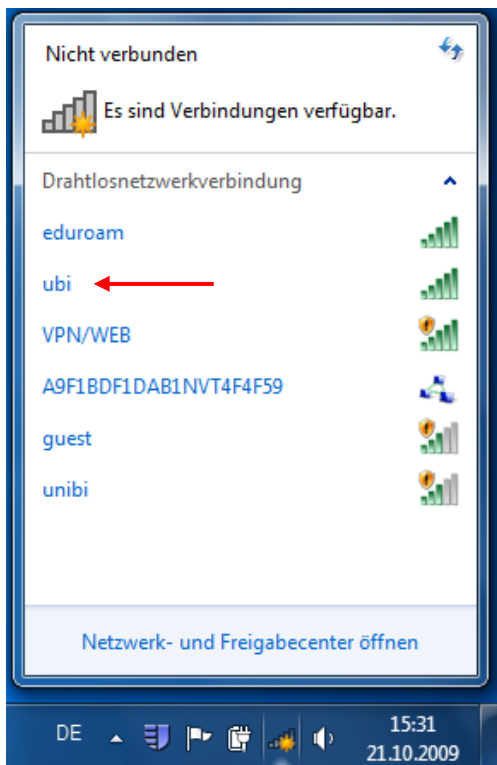 Nicht verbunden
Es sind Verbindungen verfügbar.
Drahtlosnetzwerkverbindung
eduroam
ubi
VPN/WEB
A9F1BDF1DAB1NVT4F4F59
guest
unibi
Netzwerk- und Freigabecenter öffnen
DE
15:31
21.10.2009